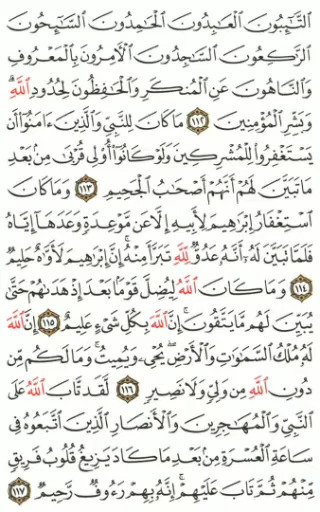 ٱلتَّٰٓئِبُونَ ٱلْعَٰبِدُونَ ٱلْحَٰمِدُونَ ٱلسَّٰٓئِحُونَ
ٱلرَّٰكِعُونَ ٱلسَّٰجِدُونَ ٱلْءَامِرُونَ بِٱلْمَعْرُوفِ
وَٱلنَّاهُونَ عَنِ ٱلْمُنكَرِ وَٱلْحَٰفِظُونَ لِحُدُودِ ٱللَّهِ ۗ
وَبَشِّرِ ٱلْمُؤْمِنِينَ ١١٢ مَا كَانَ لِلنَّبِىِّ وَٱلَّذِينَ ءَامَنُوٓا۟ أَن
يَسْتَغْفِرُوا۟ لِلْمُشْرِكِينَ وَلَوْ كَانُوٓا۟ أُو۟لِى قُرْبَىٰ مِنۢ بَعْدِ
مَا تَبَيَّنَ لَهُمْ أَنَّهُمْ أَصْحَٰبُ ٱلْجَحِيمِ ١١٣ وَمَا كَانَ
ٱسْتِغْفَارُ إِبْرَٰهِيمَ لِأَبِيهِ إِلَّا عَن مَّوْعِدَةٍ وَعَدَهَآ إِيَّاهُ
فَلَمَّا تَبَيَّنَ لَهُۥٓ أَنَّهُۥ عَدُوٌّ لِّلَّهِ تَبَرَّأَ مِنْهُ ۚ إِنَّ إِبْرَٰهِيمَ لَأَوَّٰهٌ حَلِيمٌ
١١٤ وَمَا كَانَ ٱللَّهُ لِيُضِلَّ قَوْمًۢا بَعْدَ إِذْ هَدَىٰهُمْ حَتَّىٰ
يُبَيِّنَ لَهُم مَّا يَتَّقُونَ ۚ إِنَّ ٱللَّهَ بِكُلِّ شَىْءٍ عَلِيمٌ ١١٥ إِنَّ ٱللَّهَ
لَهُۥ مُلْكُ ٱلسَّمَٰوَٰتِ وَٱلْأَرْضِ ۖ يُحْىِۦ وَيُمِيتُ ۚ وَمَا لَكُم مِّن
دُونِ ٱللَّهِ مِن وَلِىٍّ وَلَا نَصِيرٍ ١١٦ لَّقَد تَّابَ ٱللَّهُ عَلَى
ٱلنَّبِىِّ وَٱلْمُهَٰجِرِينَ وَٱلْأَنصَارِ ٱلَّذِينَ ٱتَّبَعُوهُ فِى
سَاعَةِ ٱلْعُسْرَةِ مِنۢ بَعْدِ مَا كَادَ يَزِيغُ قُلُوبُ فَرِيقٍ
مِّنْهُمْ ثُمَّ تَابَ عَلَيْهِمْ ۚ إِنَّهُۥ بِهِمْ رَءُوفٌ رَّحِيمٌ ١١٧